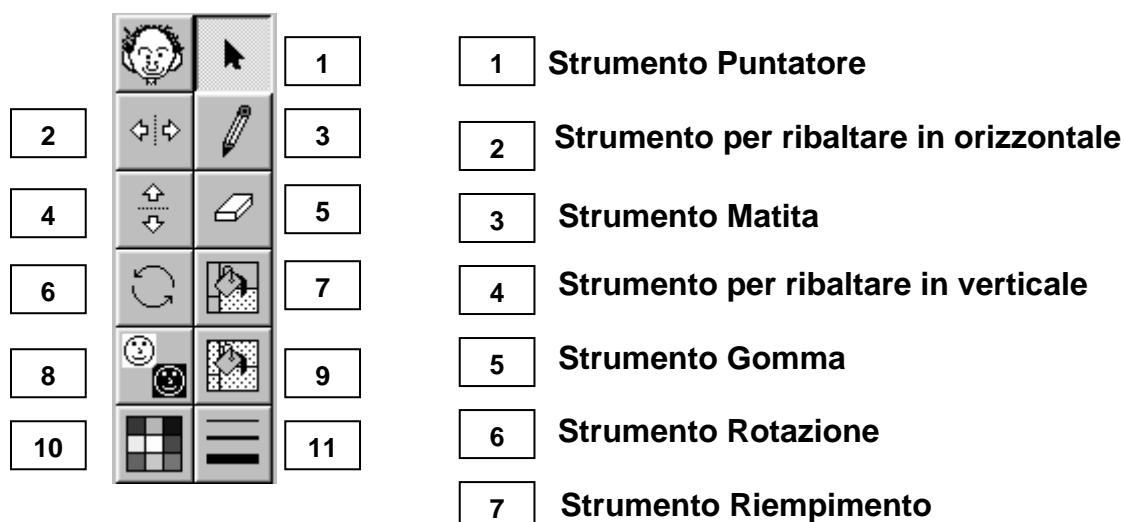 1 1 Strumento Puntatore
2 3 2 Strumento per ribaltare in orizzontale
4 5 3 Strumento Matita
6 7 4 Strumento per ribaltare in verticale
8 9 5 Strumento Gomma
10 11 6 Strumento Rotazione
7 Strumento Riempimento